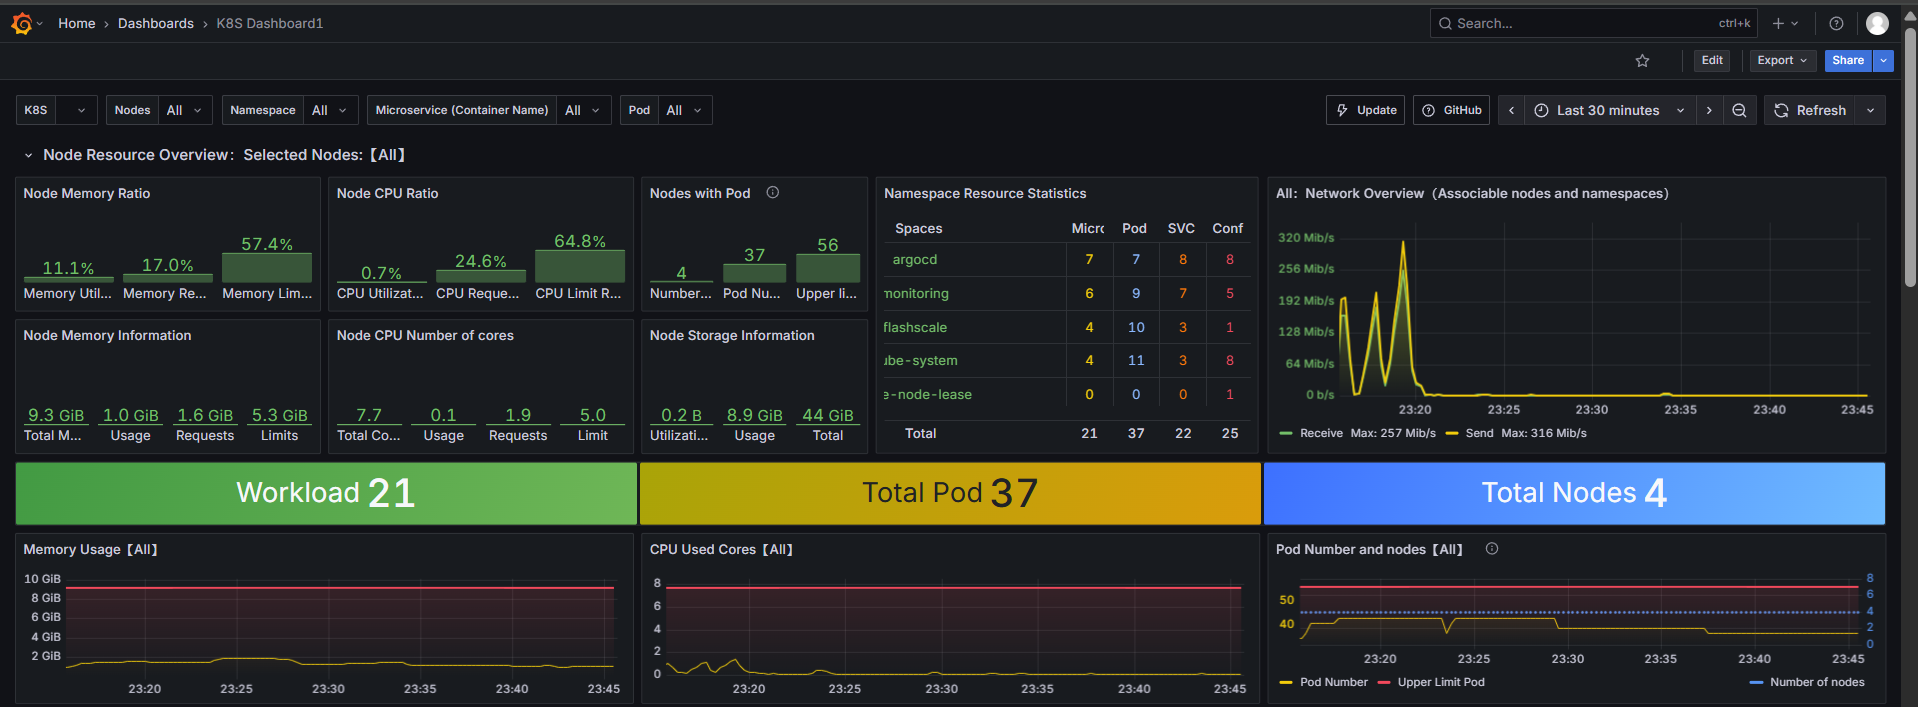 Home › Dashboards › K8S Dashboard1
Search...
ctrl+k
Edit
Export
Share
K8S
Nodes All
Namespace All
Microservice (Container Name) All
Pod All
Update
GitHub
Last 30 minutes
Refresh
Node Resource Overview：Selected Nodes:【All】
Node Memory Ratio
11.1% 17.0% 57.4%
Memory Util... Memory Re... Memory Lim...
Node CPU Ratio
0.7% 24.6% 64.8%
CPU Utilizat... CPU Reque... CPU Limit R...
Nodes with Pod
4 37 56
Number... Pod Nu... Upper li...
Node Memory Information
9.3 GiB 1.0 GiB 1.6 GiB 5.3 GiB
Total M... Usage Requests Limits
Node CPU Number of cores
7.7 0.1 1.9 5.0
Total Co... Usage Requests Limit
Node Storage Information
0.2 B 8.9 GiB 44 GiB
Utilizati... Usage Total
Namespace Resource Statistics
Spaces Micro Pod SVC Conf
argocd 7 7 8 8
monitoring 6 9 7 5
flashscale 4 10 3 1
ube-system 4 11 3 8
e-node-lease 0 0 0 1
Total 21 37 22 25
All：Network Overview（Associable nodes and namespaces）
320 Mib/s
256 Mib/s
192 Mib/s
128 Mib/s
64 Mib/s
0 b/s
23:20 23:25 23:30 23:35 23:40 23:45
Receive Max: 257 Mib/s Send Max: 316 Mib/s
Workload 21
Total Pod 37
Total Nodes 4
Memory Usage【All】
10 GiB
8 GiB
6 GiB
4 GiB
2 GiB
23:20 23:25 23:30 23:35 23:40 23:45
CPU Used Cores【All】
8
6
4
2
0
23:20 23:25 23:30 23:35 23:40 23:45
Pod Number and nodes【All】
50
40
8
6
4
2
0
23:20 23:25 23:30 23:35 23:40 23:45
Pod Number Upper Limit Pod Number of nodes